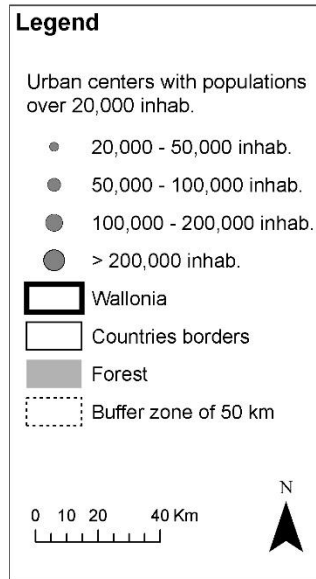 Legend
Urban centers with populations
over 20,000 inhab.
20,000 - 50,000 inhab.
50,000 - 100,000 inhab.
100,000 - 200,000 inhab.
> 200,000 inhab.
Wallonia
Countries borders
Forest
Buffer zone of 50 km
N
0 10 20 40 Km